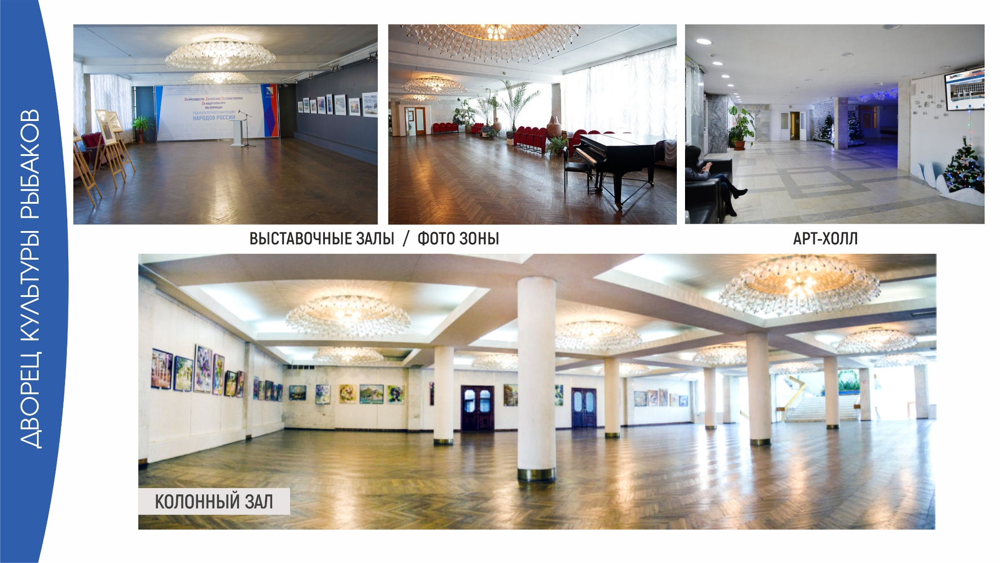 ДВОРЕЦ КУЛЬТУРЫ РЫБАКОВ
ZА ПРЕЗИДЕНТА! ZА РОССИЮ! ZА СЕВАСТОПОЛЬ!
ZА НАШУ КУЛЬТУРУ!
МЫ КОМАНДА!
ГОД КУЛЬТУРНОГО НАСЛЕДИЯ
НАРОДОВ РОССИИ
ВЫСТАВОЧНЫЕ ЗАЛЫ / ФОТО ЗОНЫ
АРТ-ХОЛЛ
КОЛОННЫЙ ЗАЛ